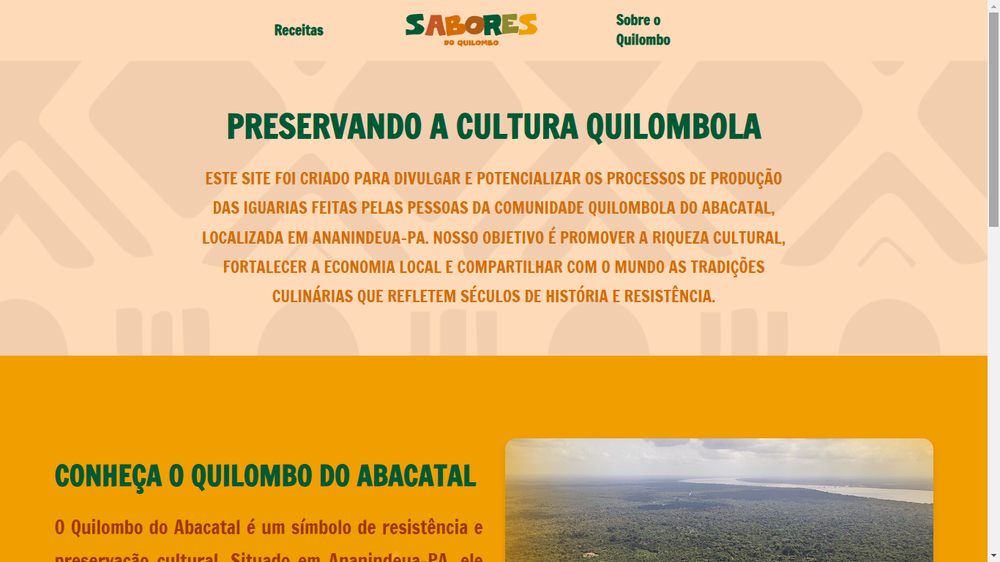 Receitas
SABORES
DO QUILOMBO
Sobre o
Quilombo
PRESERVANDO A CULTURA QUILOMBOLA
ESTE SITE FOI CRIADO PARA DIVULGAR E POTENCIALIZAR OS PROCESSOS DE PRODUÇÃO
DAS IGUARIAS FEITAS PELAS PESSOAS DA COMUNIDADE QUILOMBOLA DO ABACATAL,
LOCALIZADA EM ANANINDEUA-PA. NOSSO OBJETIVO É PROMOVER A RIQUEZA CULTURAL,
FORTALECER A ECONOMIA LOCAL E COMPARTILHAR COM O MUNDO AS TRADIÇÕES
CULINÁRIAS QUE REFLETEM SÉCULOS DE HISTÓRIA E RESISTÊNCIA.
CONHEÇA O QUILOMBO DO ABACATAL
O Quilombo do Abacatal é um símbolo de resistência e
preservação cultural. Situado em Ananindeua-PA, ele